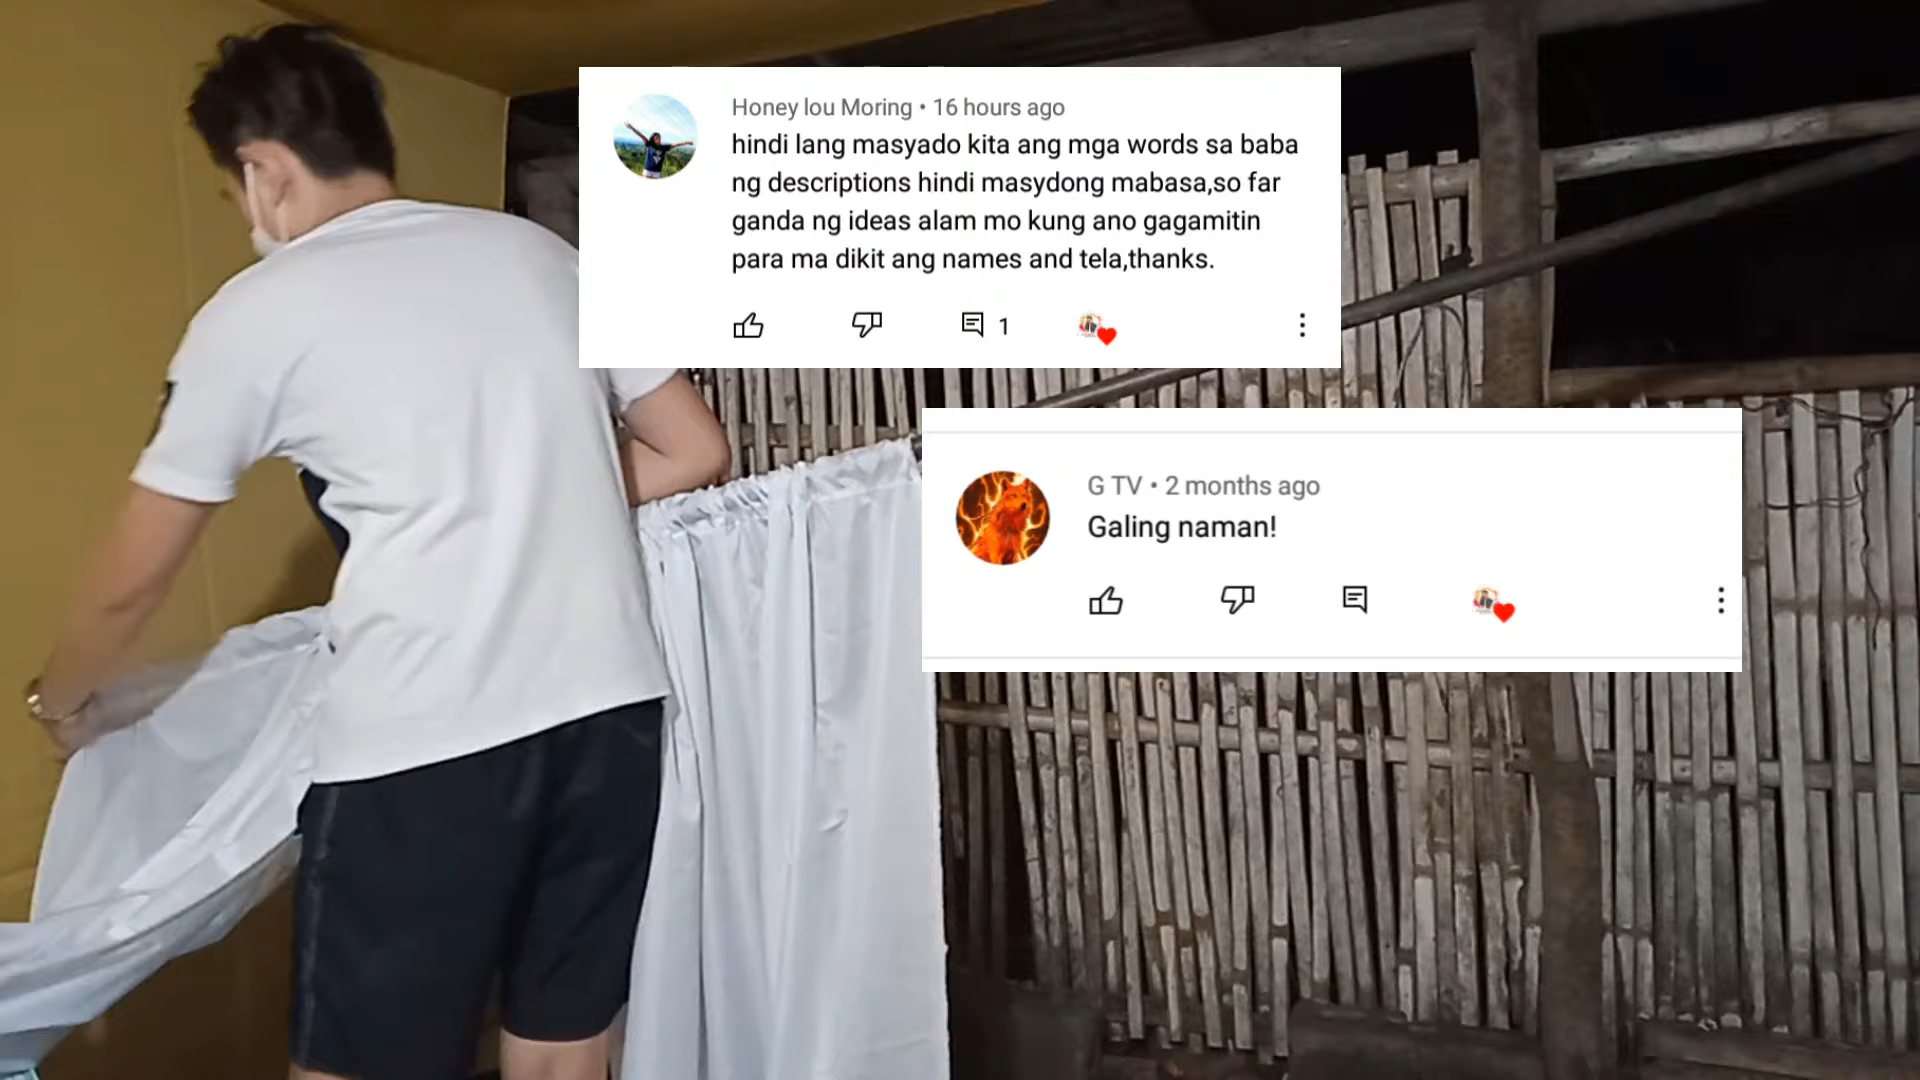 Honey lou Moring • 16 hours ago
hindi lang masyado kita ang mga words sa baba
ng descriptions hindi masydong mabasa,so far
ganda ng ideas alam mo kung ano gagamitin
para ma dikit ang names and tela,thanks.
1
G TV • 2 months ago
Galing naman!